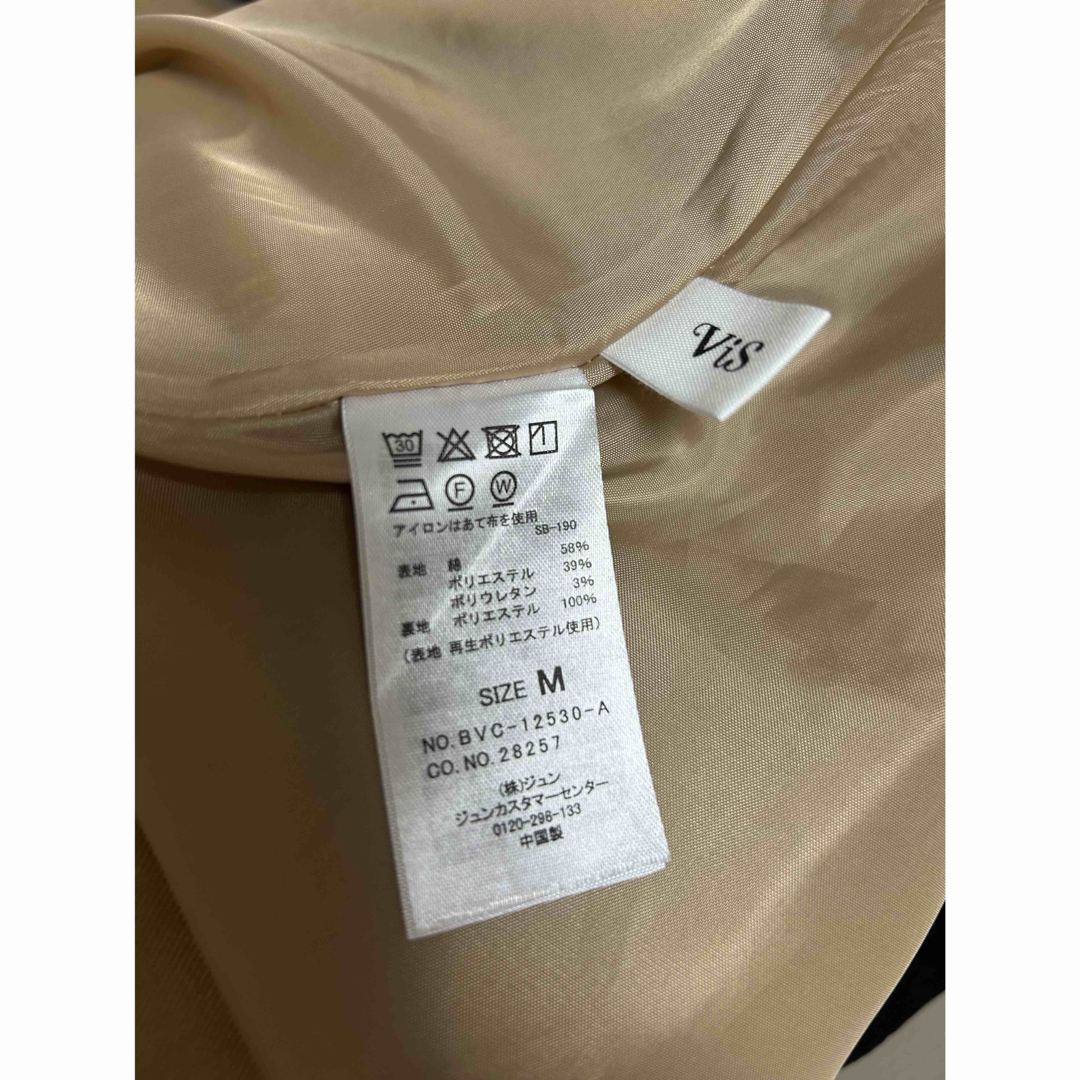 ViS
30
F W
アイロンはあて布を使用
SB-190
表地 綿 58%
ポリエステル 39%
ポリウレタン 3%
裏地 ポリエステル 100%
(表地 再生ポリエステル使用)
SIZE M
NO.BVC-12530-A
CO.NO.28257
(株)ジュン
ジュンカスタマーセンター
0120-298-133
中国製